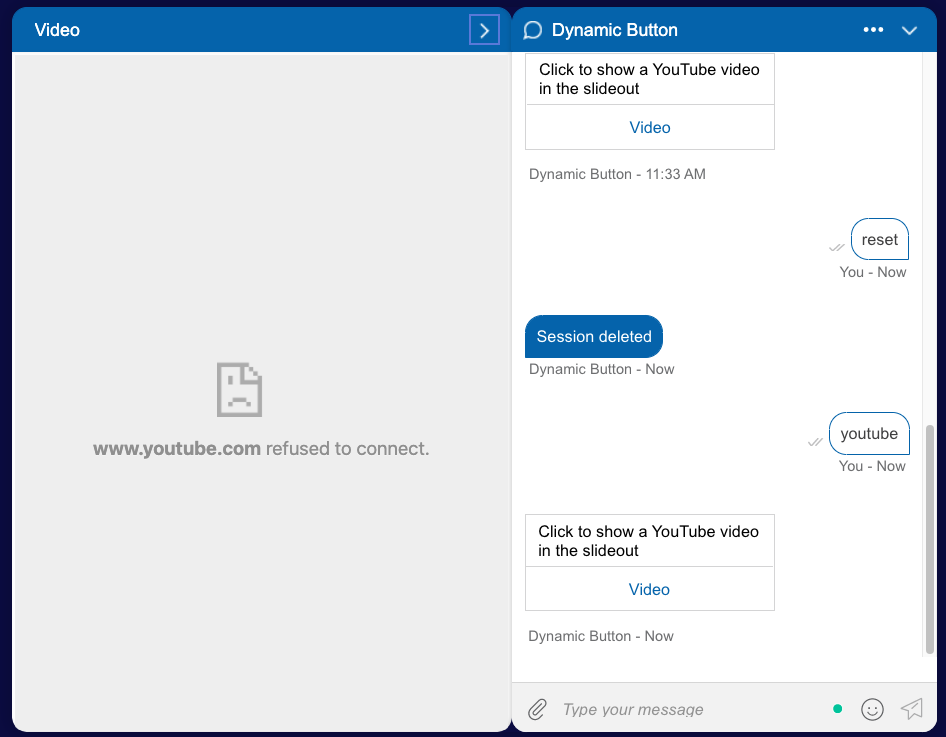 Video
www.youtube.com refused to connect.
Dynamic Button
Click to show a YouTube video
in the slideout
Video
Dynamic Button - 11:33 AM
reset
You - Now
Session deleted
Dynamic Button - Now
youtube
You - Now
Click to show a YouTube video
in the slideout
Video
Dynamic Button - Now
Type your message